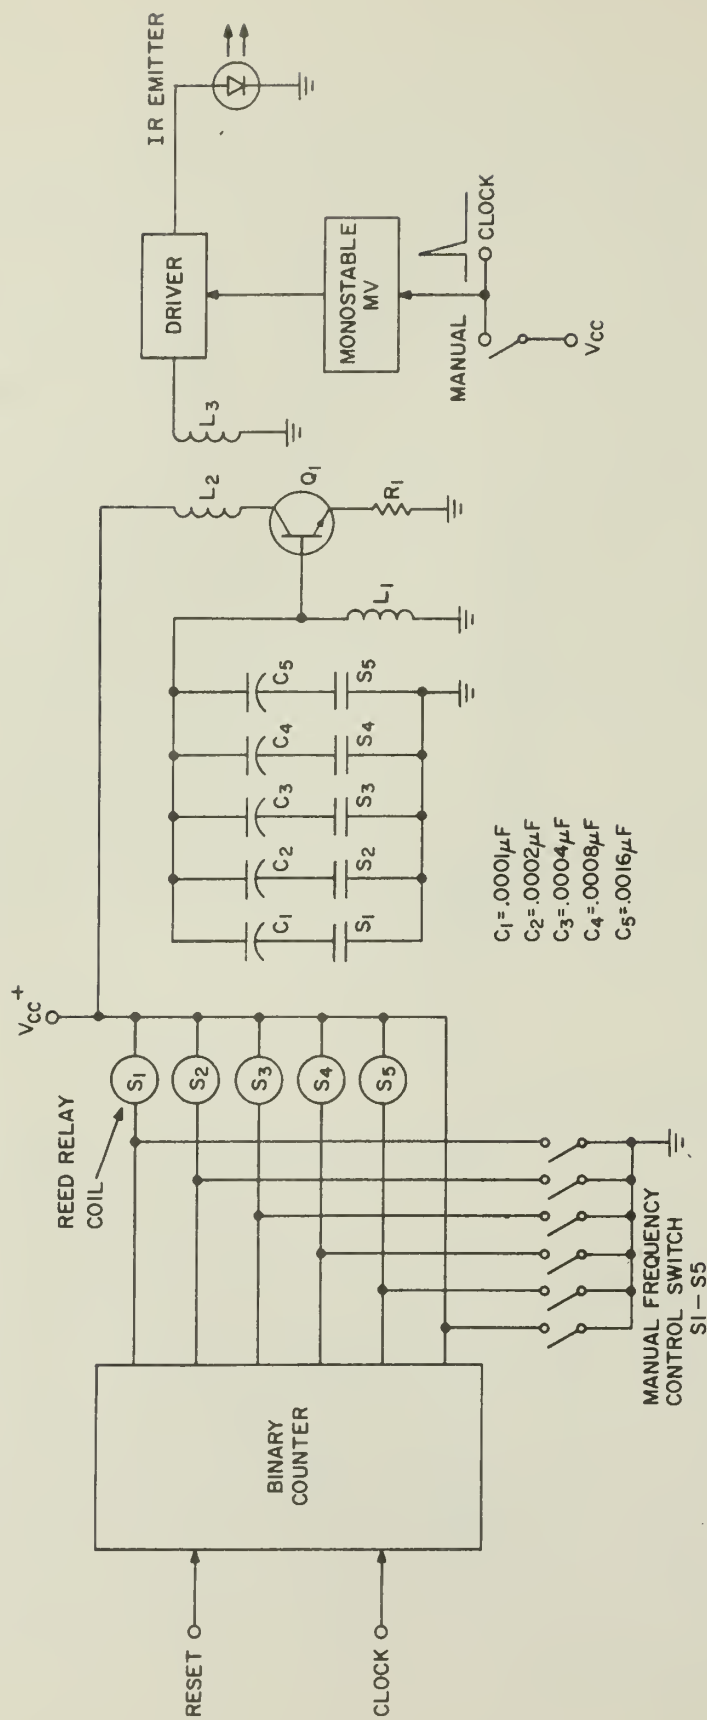 RESET
CLOCK
BINARY
COUNTER
REED RELAY
COIL
VCC +
S1
S2
S3
S4
S5
MANUAL FREQUENCY
CONTROL SWITCH
S1 – S5
C1
C2
C3
C4
C5
S1
S2
S3
S4
S5
C1=.0001µF
C2=.0002µF
C3=.0004µF
C4=.0008µF
C5=.0016µF
L1
L2
Q1
R1
L3
DRIVER
IR EMITTER
MONOSTABLE
MV
MANUAL
CLOCK
VCC